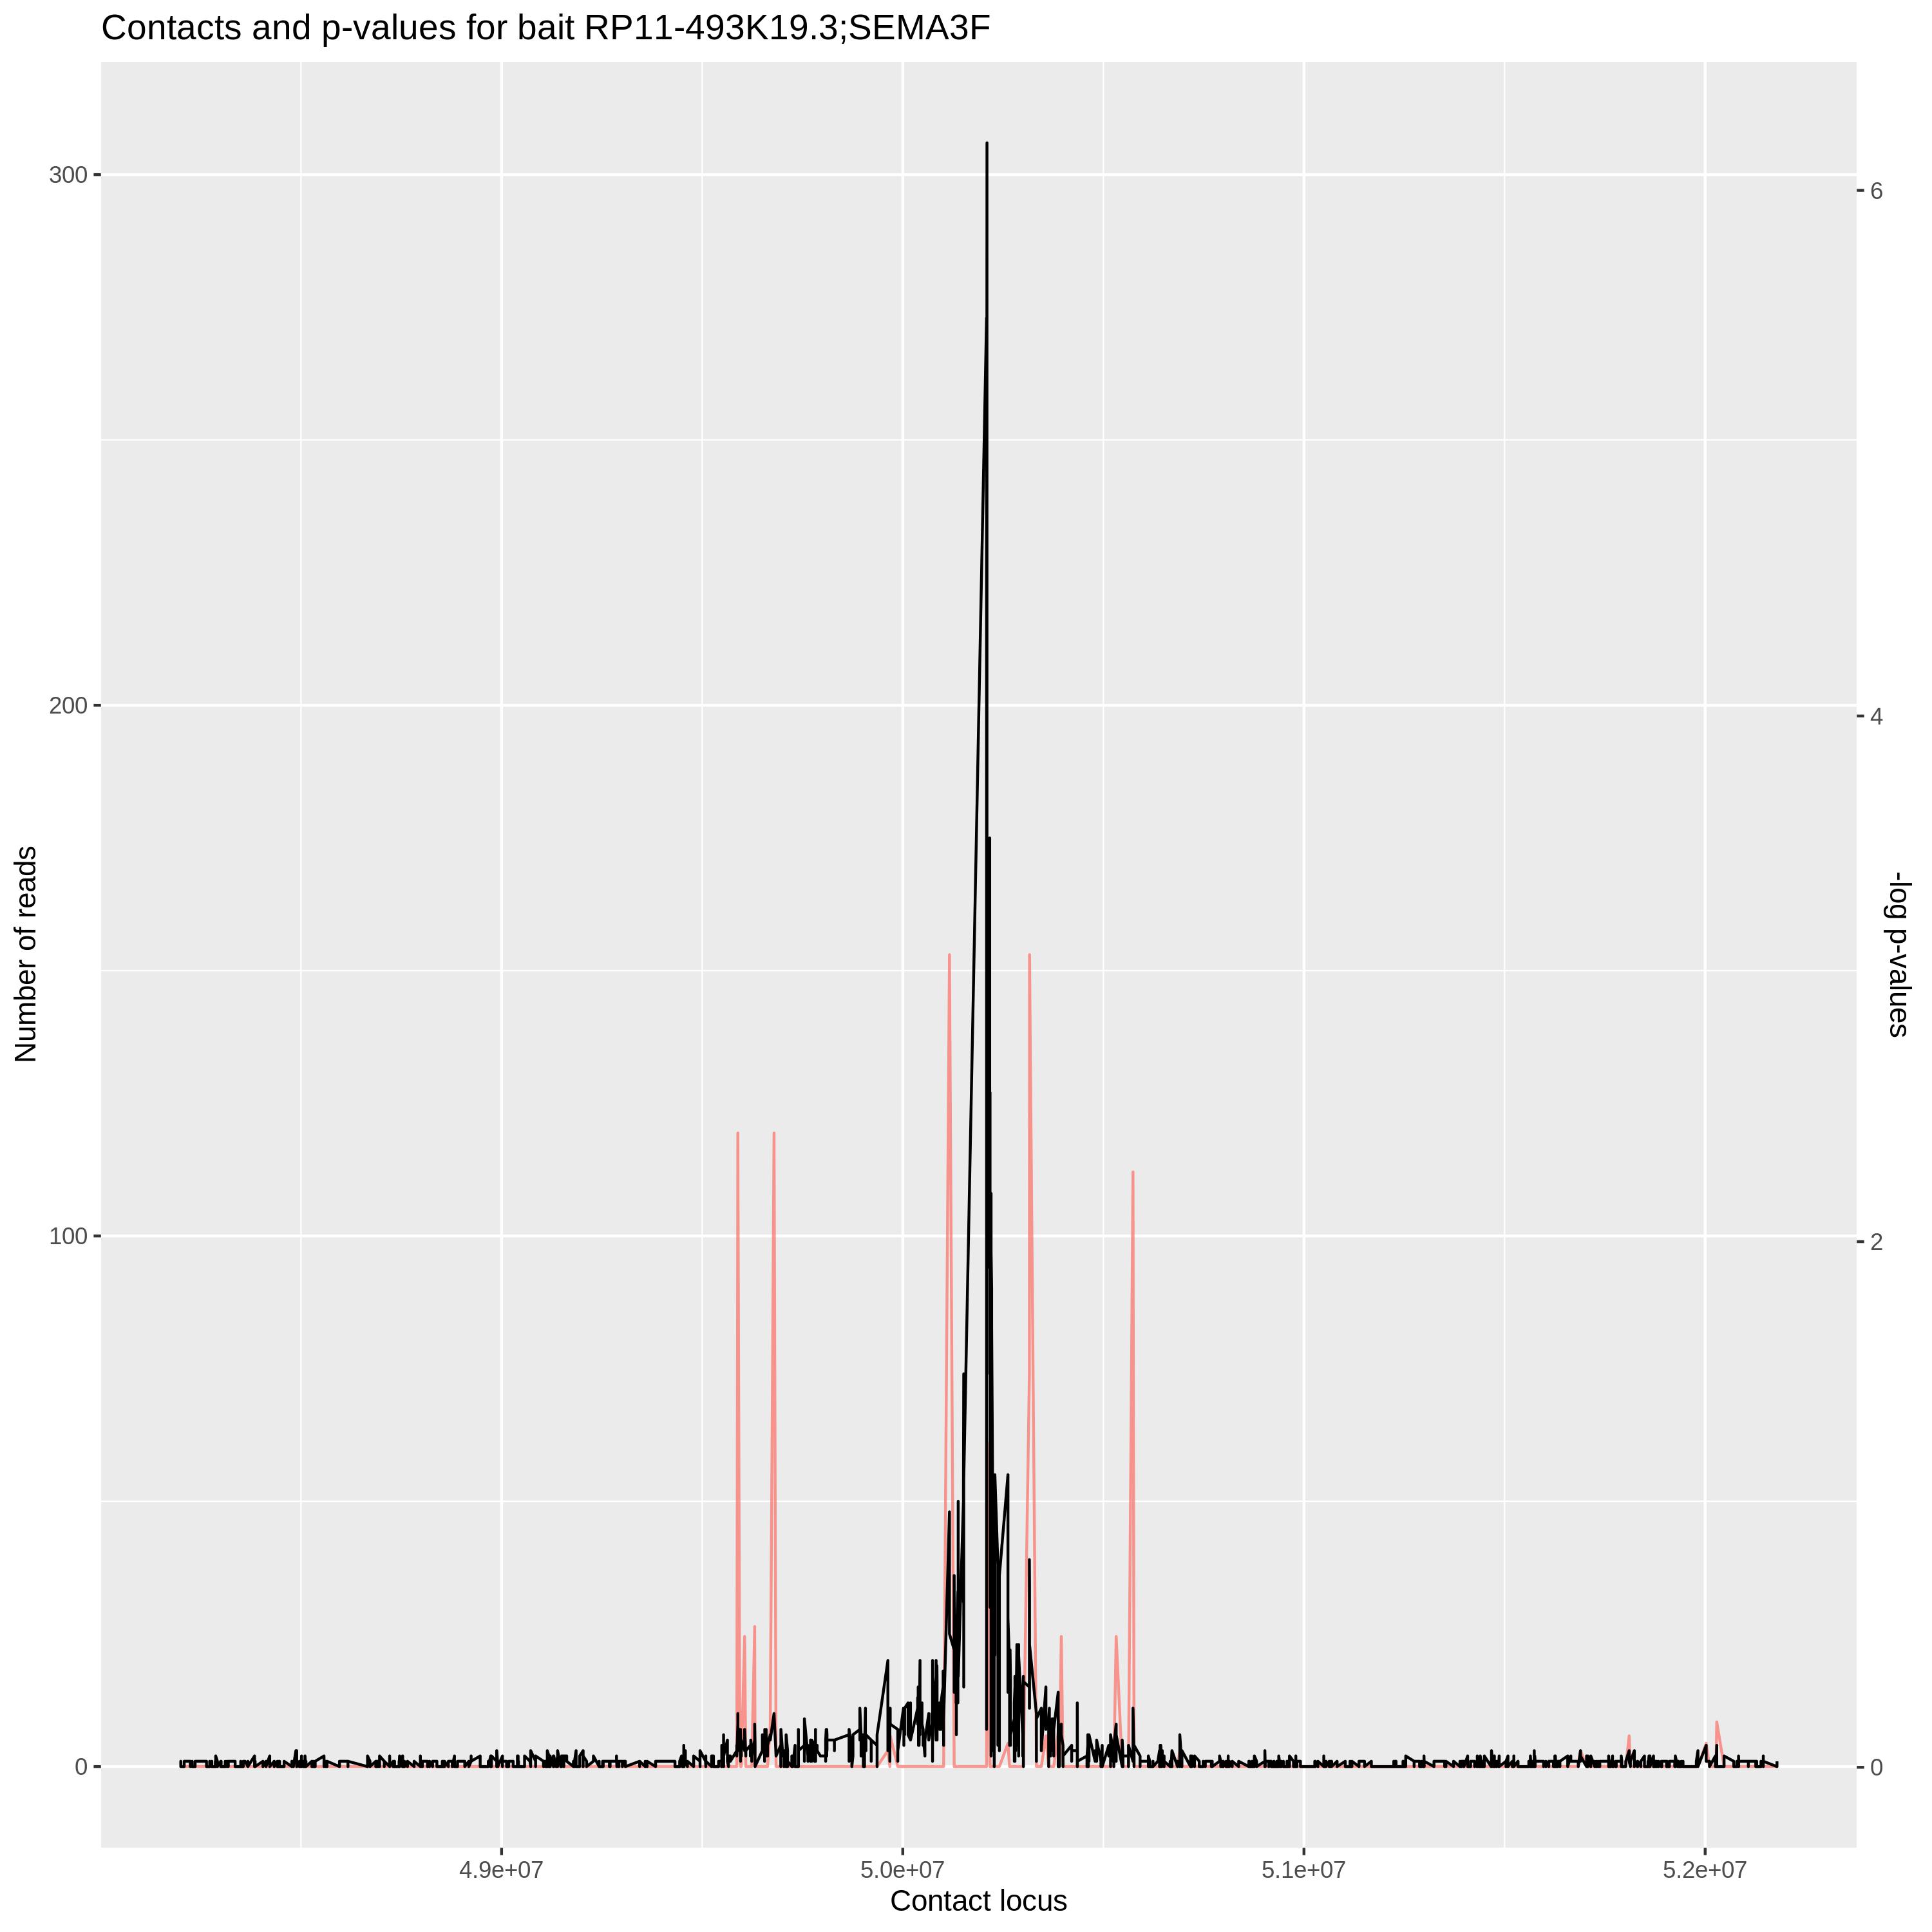 Contacts and p-values for bait RP11-493K19.3;SEMA3F
300
200
100
0
Number of reads
6
4
2
0
-log p-values
4.9e+07
5.0e+07
5.1e+07
5.2e+07
Contact locus